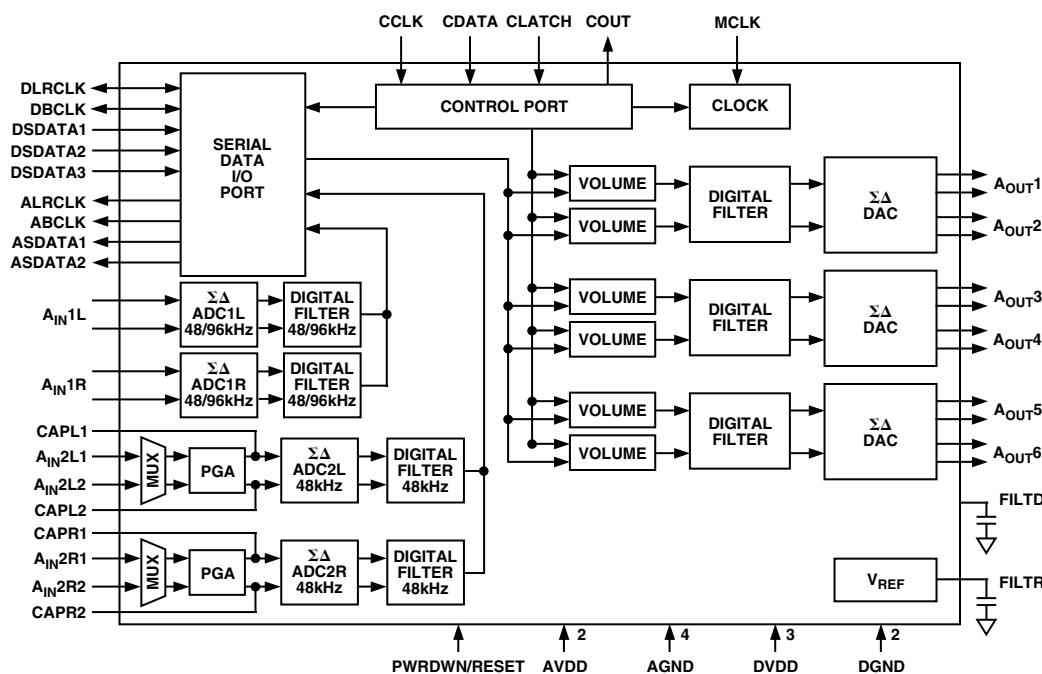 CCLK CDATA CLATCH COUT MCLK
DLRCLK
DBCLK
DSDATA1
DSDATA2
DSDATA3
ALRCLK
ABCLK
ASDATA1
ASDATA2
SERIAL
DATA
I/O
PORT
CONTROL PORT
CLOCK
VOLUME
VOLUME
DIGITAL
FILTER
ΣΔ
DAC
AOUT1
AOUT2
VOLUME
VOLUME
DIGITAL
FILTER
ΣΔ
DAC
AOUT3
AOUT4
VOLUME
VOLUME
DIGITAL
FILTER
ΣΔ
DAC
AOUT5
AOUT6
AIN1L
ΣΔ
ADC1L
48/96kHz
DIGITAL
FILTER
48/96kHz
AIN1R
ΣΔ
ADC1R
48/96kHz
DIGITAL
FILTER
48/96kHz
CAPL1
AIN2L1
AIN2L2
CAPL2
MUX
PGA
ΣΔ
ADC2L
48kHz
DIGITAL
FILTER
48kHz
CAPR1
AIN2R1
AIN2R2
CAPR2
MUX
PGA
ΣΔ
ADC2R
48kHz
DIGITAL
FILTER
48kHz
FILTD
VREF
FILTR
2 4 3 2
PWRDWN/RESET AVDD AGND DVDD DGND